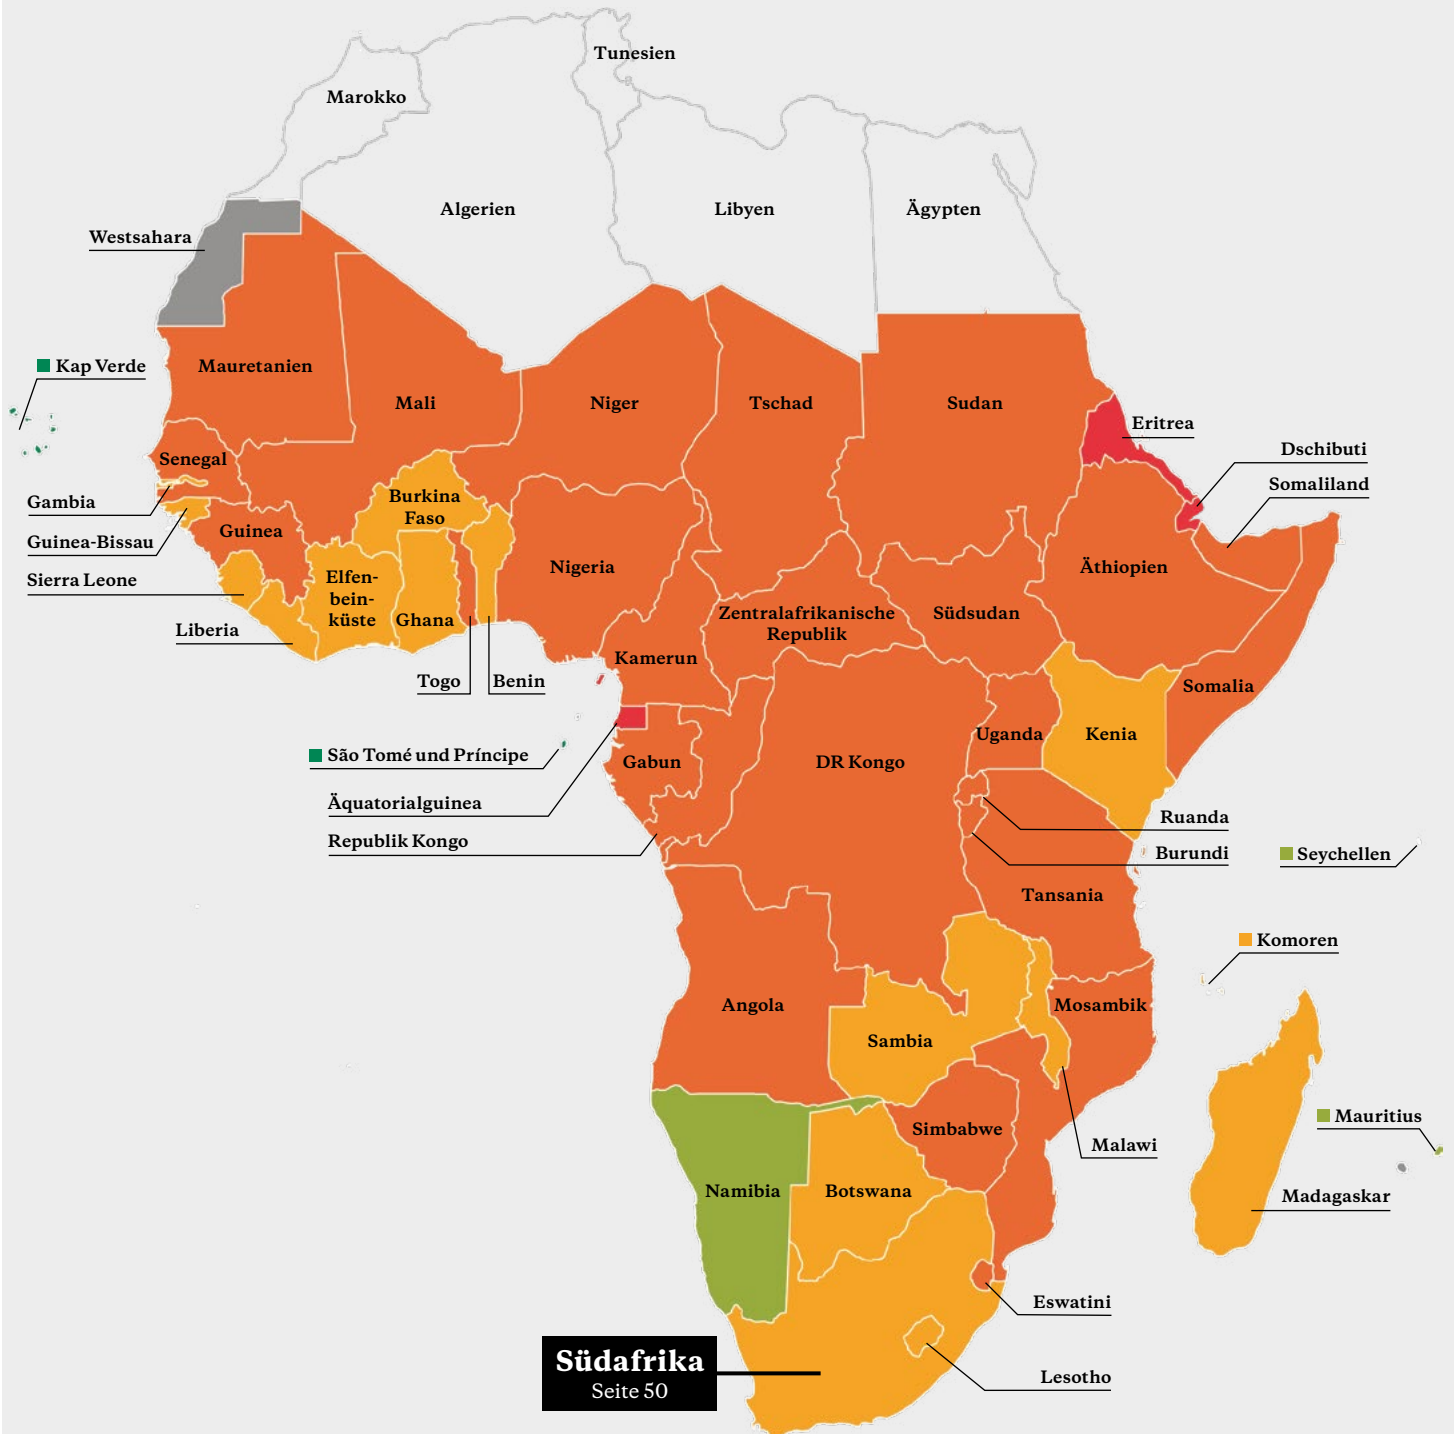 Tunesien
Marokko
Algerien
Libyen
Ägypten
Westsahara
Kap Verde
Mauretanien
Mali
Niger
Tschad
Sudan
Eritrea
Dschibuti
Somaliland
Senegal
Gambia
Burkina
Faso
Guinea
Guinea-Bissau
Sierra Leone
Elfen-
bein-
küste
Ghana
Nigeria
Äthiopien
Zentralafrikanische
Republik
Südsudan
Liberia
Kamerun
Togo
Benin
Somalia
Uganda
Kenia
São Tomé und Príncipe
Gabun
DR Kongo
Äquatorialguinea
Republik Kongo
Ruanda
Burundi
Seychellen
Tansania
Komoren
Angola
Mosambik
Sambia
Simbabwe
Malawi
Mauritius
Namibia
Botswana
Madagaskar
Eswatini
Südafrika
Seite 50
Lesotho